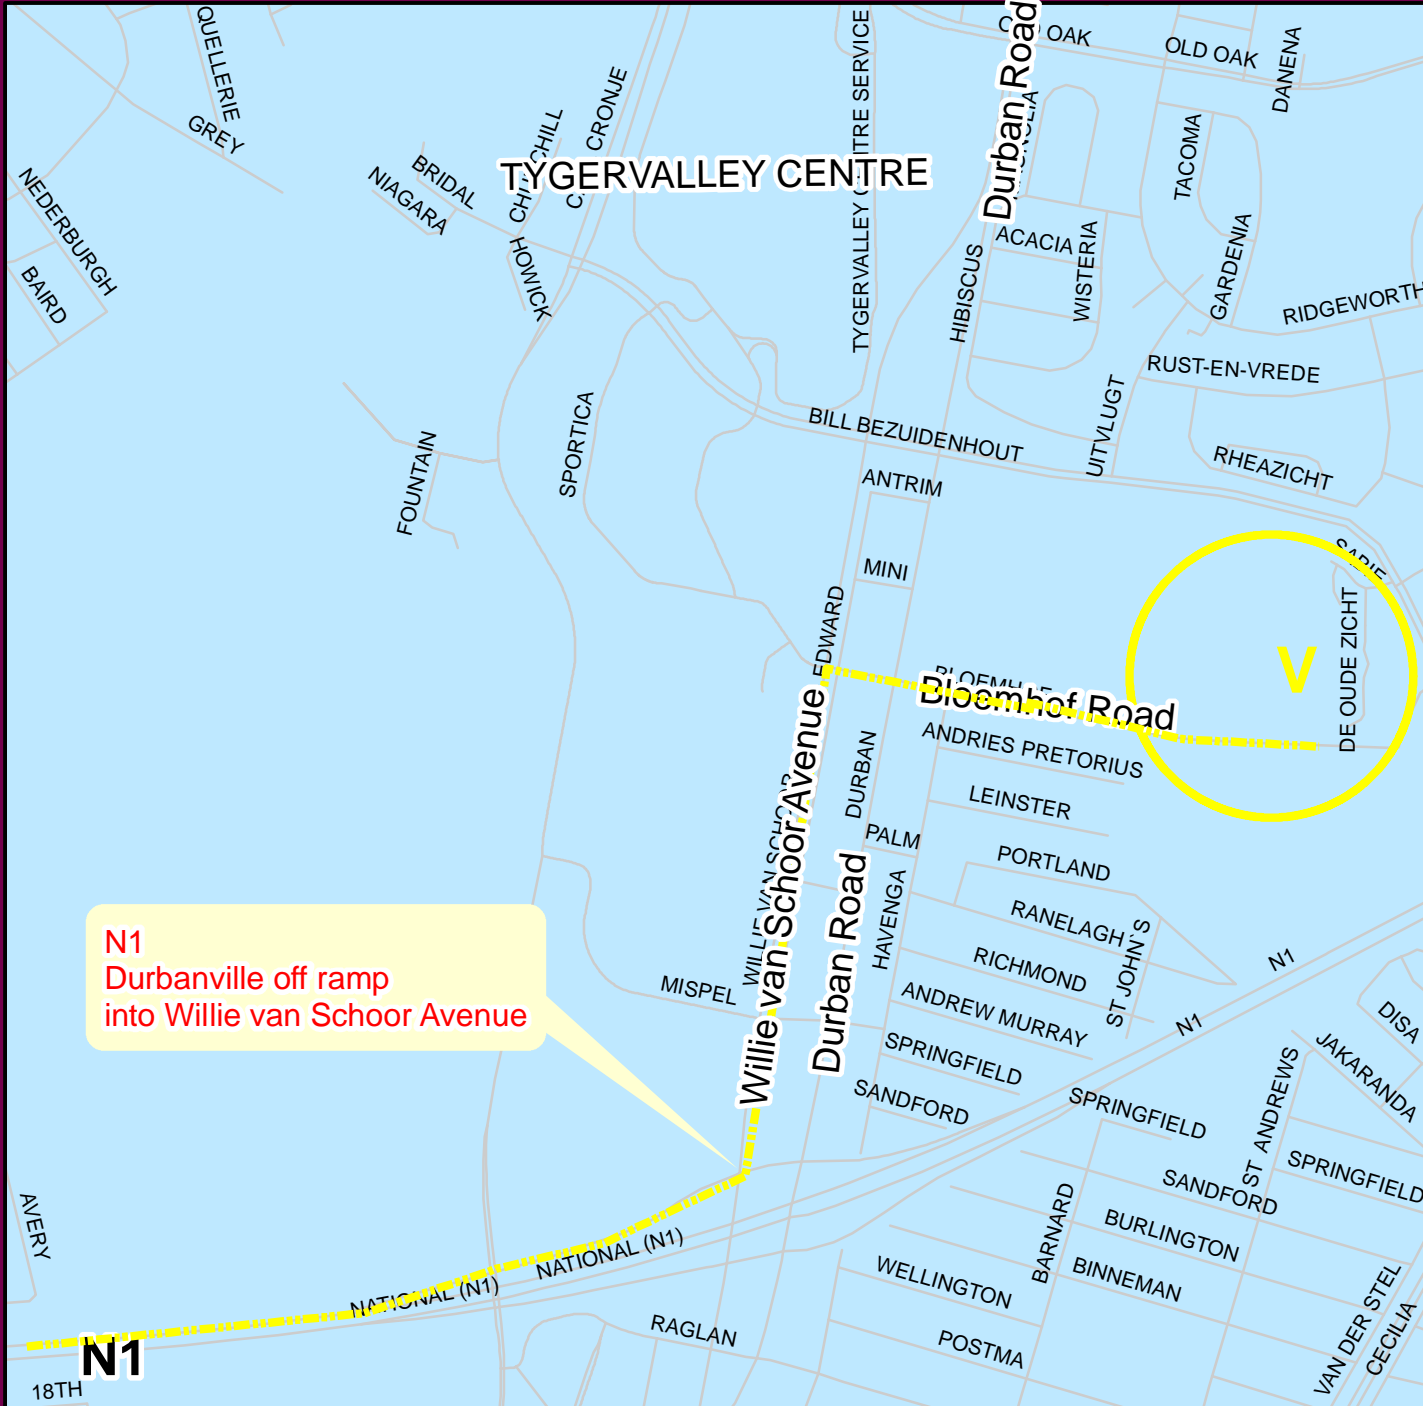 QUELLERIE
GREY
NEDERBURGH
BAIRD
BRIDAL
NIAGARA
HOWICK
CRONJE
TYGERVALLEY CENTRE
Durban Road
OLD OAK
DANENA
TACOMA
GARDENIA
ACACIA
WISTERIA
HIBISCUS
RIDGEWORTH
RUST-EN-VREDE
UITVLUGT
RHEAZICHT
BILL BEZUIDENHOUT
ANTRIM
MINI
SPORTICA
FOUNTAIN
EDWARD
DE OUDE ZICHT
V
Bloemhof Road
ANDRIES PRETORIUS
LEINSTER
PALM
PORTLAND
RANELAGH
RICHMOND
ST JOHN'S
ANDREW MURRAY
SPRINGFIELD
SANDFORD
HAVENGA
DURBAN
Durban Road
Willie van Schoor Avenue
MISPEL
N1
Durbanville off ramp
into Willie van Schoor Avenue
N1
N1
DISA
JAKARANDA
ST ANDREWS
SPRINGFIELD
SPRINGFIELD
SANDFORD
BURLINGTON
BINNEMAN
BARNARD
WELLINGTON
POSTMA
VAN DER STEL
CECILIA
RAGLAN
NATIONAL (N1)
NATIONAL (N1)
AVERY
N1
18TH